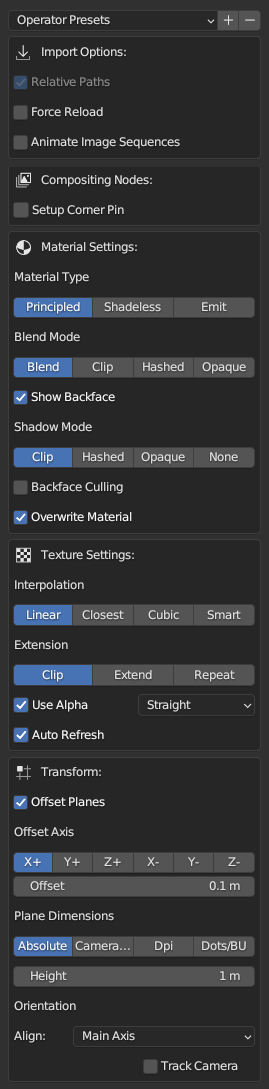 Operator Presets
Import Options:
Relative Paths
Force Reload
Animate Image Sequences
Compositing Nodes:
Setup Corner Pin
Material Settings:
Material Type
Principled Shadeless Emit
Blend Mode
Blend Clip Hashed Opaque
Show Backface
Shadow Mode
Clip Hashed Opaque None
Backface Culling
Overwrite Material
Texture Settings:
Interpolation
Linear Closest Cubic Smart
Extension
Clip Extend Repeat
Use Alpha Straight
Auto Refresh
Transform:
Offset Planes
Offset Axis
X+ Y+ Z+ X- Y- Z-
Offset 0.1 m
Plane Dimensions
Absolute Camera... Dpi Dots/BU
Height 1 m
Orientation
Align: Main Axis
Track Camera